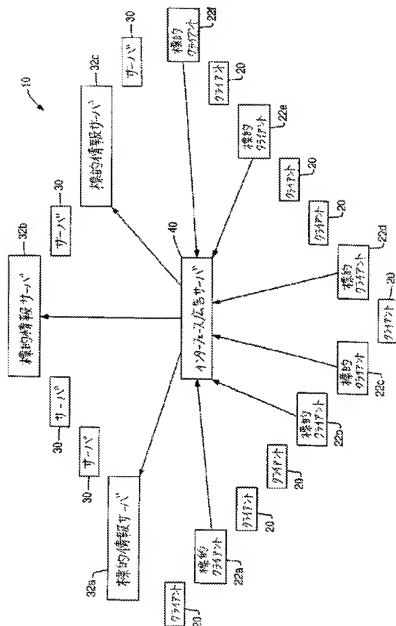 10
標的情報サーバ
32b
標的情報サーバ
32c
サーバ
30
サーバ
30
サーバ
30
サーバ
30
標的情報サーバ
32a
40
インターフェース/広告サーバ
クライアント
20
標的
クライアント
22a
クライアント
20
クライアント
20
標的
クライアント
22b
標的
クライアント
22c
クライアント
20
標的
クライアント
22d
クライアント
20
クライアント
20
標的
クライアント
22e
クライアント
20
標的
クライアント
22f